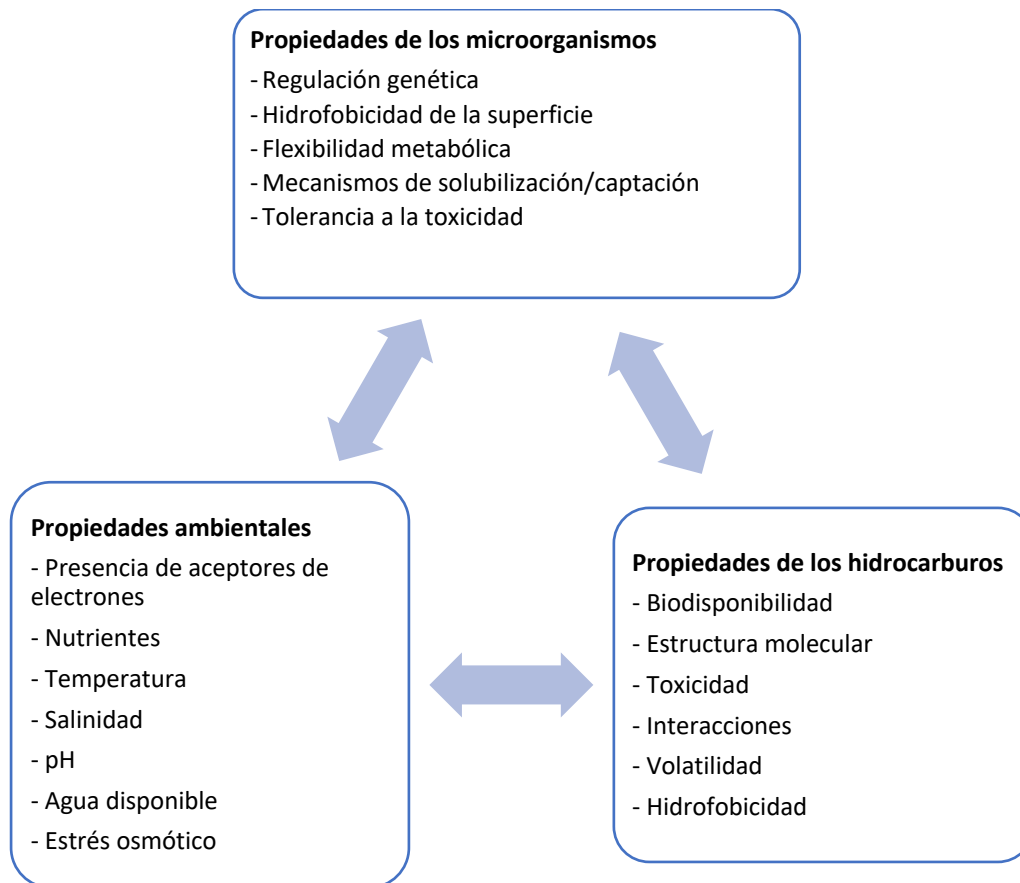 Propiedades de los microorganismos
- Regulación genética
- Hidrofobicidad de la superficie
- Flexibilidad metabólica
- Mecanismos de solubilización/captación
- Tolerancia a la toxicidad
Propiedades ambientales
- Presencia de aceptores de
electrones
- Nutrientes
- Temperatura
- Salinidad
- pH
- Agua disponible
- Estrés osmótico
Propiedades de los hidrocarburos
- Biodisponibilidad
- Estructura molecular
- Toxicidad
- Interacciones
- Volatilidad
- Hidrofobicidad